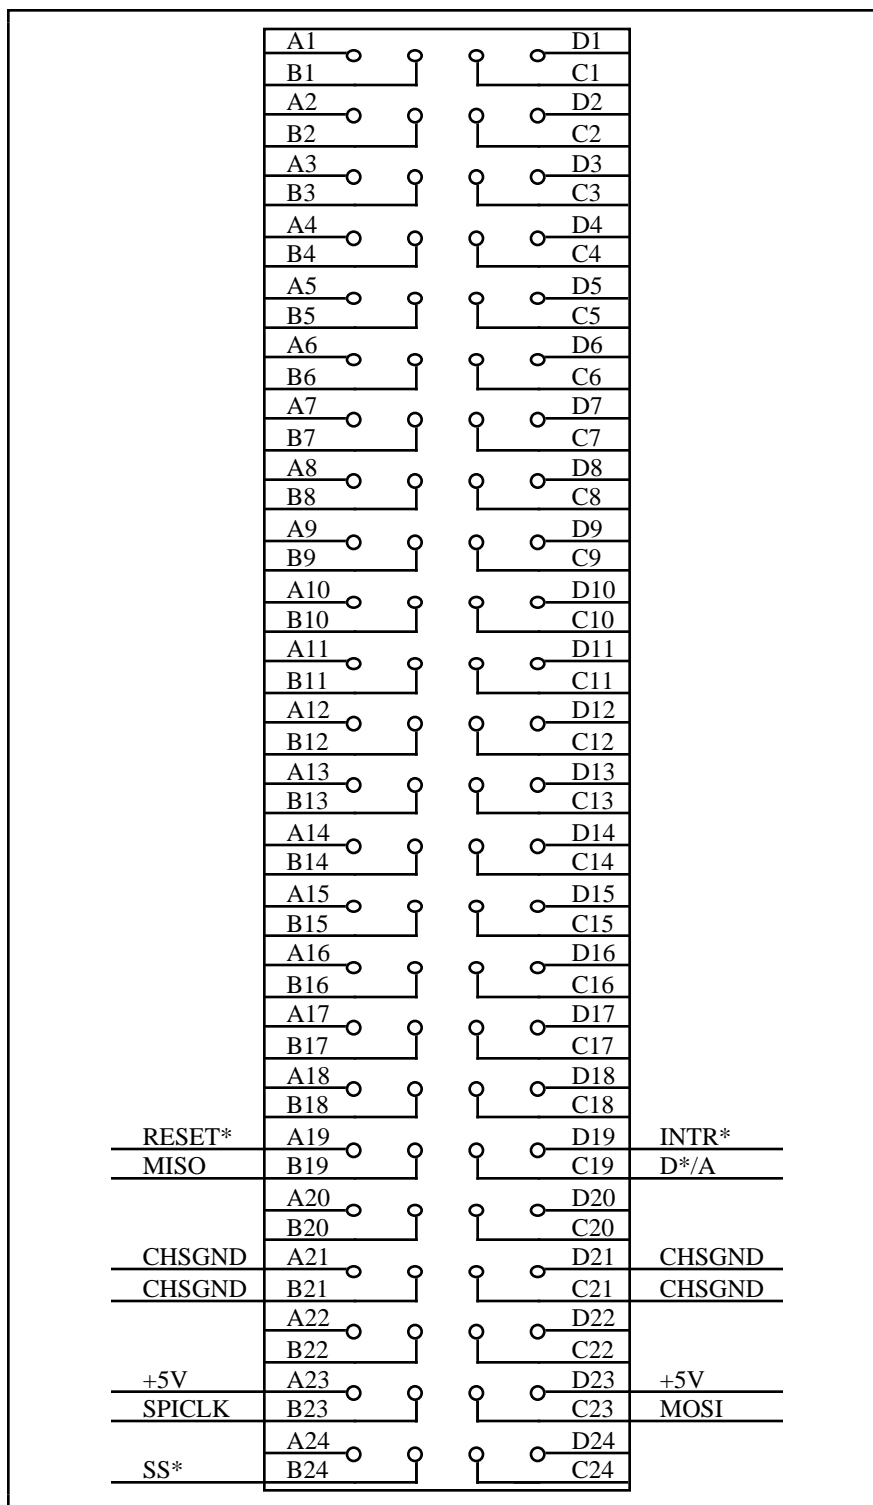 A1 D1
B1 C1
A2 D2
B2 C2
A3 D3
B3 C3
A4 D4
B4 C4
A5 D5
B5 C5
A6 D6
B6 C6
A7 D7
B7 C7
A8 D8
B8 C8
A9 D9
B9 C9
A10 D10
B10 C10
A11 D11
B11 C11
A12 D12
B12 C12
A13 D13
B13 C13
A14 D14
B14 C14
A15 D15
B15 C15
A16 D16
B16 C16
A17 D17
B17 C17
A18 D18
B18 C18
RESET* A19 D19 INTR*
MISO B19 C19 D*/A
A20 D20
B20 C20
CHSGND A21 D21 CHSGND
CHSGND B21 C21 CHSGND
A22 D22
B22 C22
+5V A23 D23 +5V
SPICLK B23 C23 MOSI
A24 D24
SS* B24 C24